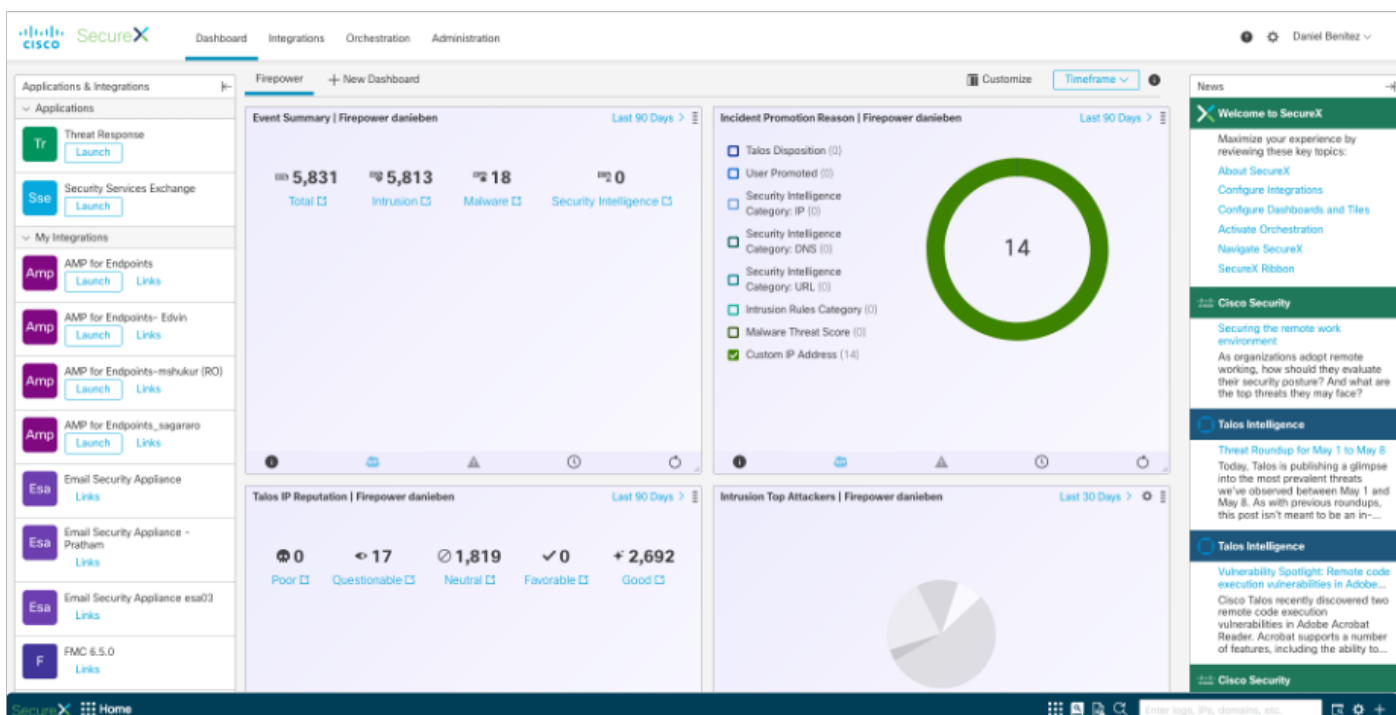 cisco SecureX
Dashboard Integrations Orchestration Administration
Daniel Benitez
Applications & Integrations
Applications
Tr
Threat Response
Launch
Sse
Security Services Exchange
Launch
My Integrations
Amp
AMP for Endpoints
Launch Links
Amp
AMP for Endpoints- Edvin
Launch Links
Amp
AMP for Endpoints-mshukur (RO)
Launch Links
Amp
AMP for Endpoints_sagararo
Launch Links
Esa
Email Security Appliance
Links
Esa
Email Security Appliance -
Pratham
Links
Esa
Email Security Appliance esa03
Links
F
FMC 6.5.0
Links
Firepower + New Dashboard
Customize Timeframe
Event Summary | Firepower danieben Last 90 Days >
5,831 5,813 18 0
Total Intrusion Malware Security Intelligence
Incident Promotion Reason | Firepower danieben Last 90 Days >
Talos Disposition (0)
User Promoted (0)
Security Intelligence
Category: IP (0)
Security Intelligence
Category: DNS (0)
Security Intelligence
Category: URL (0)
Intrusion Rules Category (0)
Malware Threat Score (0)
Custom IP Address (14)
14
Talos IP Reputation | Firepower danieben Last 90 Days >
0 17 1,819 0 2,692
Poor Questionable Neutral Favorable Good
Intrusion Top Attackers | Firepower danieben Last 30 Days >
News
Welcome to SecureX
Maximize your experience by
reviewing these key topics:
About SecureX
Configure Integrations
Configure Dashboards and Tiles
Activate Orchestration
Navigate SecureX
SecureX Ribbon
Cisco Security
Securing the remote work
environment
As organizations adopt remote
working, how should they evaluate
their security posture? And what are
the top threats they may face?
Talos Intelligence
Threat Roundup for May 1 to May 8
Today, Talos is publishing a glimpse
into the most prevalent threats
we've observed between May 1 and
May 8. As with previous roundups,
this post isn't meant to be an in-...
Talos Intelligence
Vulnerability Spotlight: Remote code
execution vulnerabilities in Adobe...
Cisco Talos recently discovered two
remote code execution
vulnerabilities in Adobe Acrobat
Reader. Acrobat supports a number
of features, including the ability to...
Cisco Security
SecureX Home
Enter logs, IPs, domains, etc.